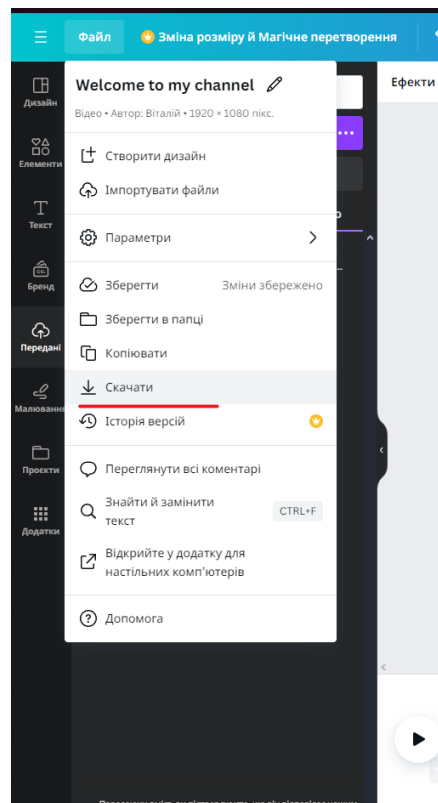 Файл
Зміна розміру й Магічне перетворення
Дизайн
Елементи
Текст
Бренд
Передані
Малювання
Проєкти
Додатки
Welcome to my channel
Відео • Автор: Віталій • 1920 × 1080 пікс.
Створити дизайн
Імпортувати файли
Параметри
Зберегти
Зміни збережено
Зберегти в папці
Копіювати
Скачати
Історія версій
Переглянути всі коментарі
Знайти й замінити
текст
CTRL+F
Відкрийте у додатку для
настільних комп'ютерів
Допомога
Ефекти